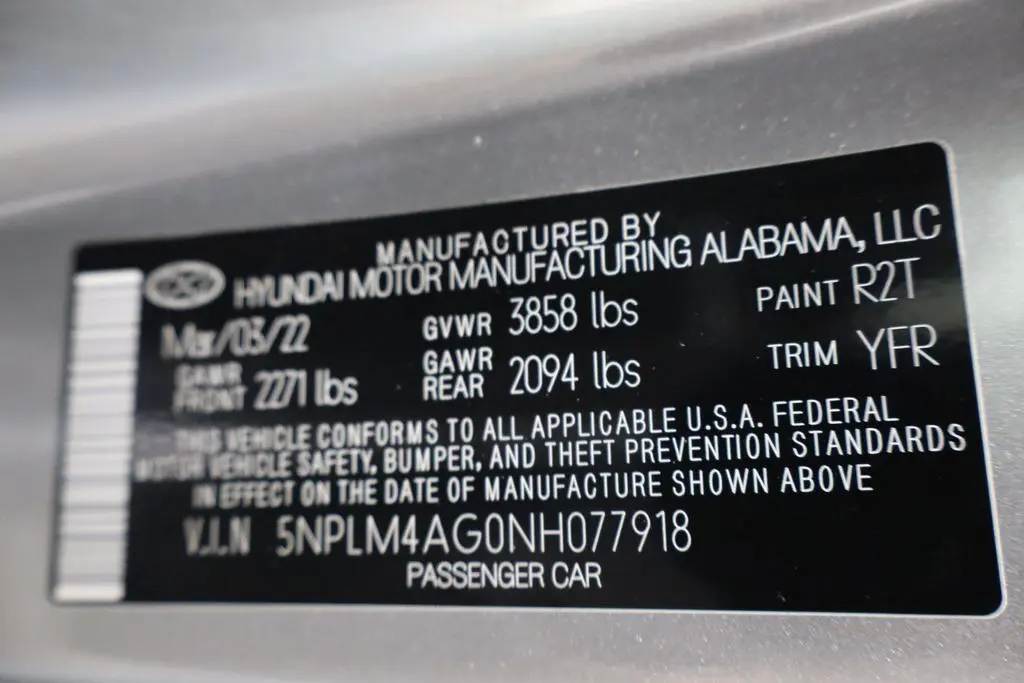 MANUFACTURED BY
HYUNDAI MOTOR MANUFACTURING ALABAMA, LLC
Mar/03/22 GVWR 3858 lbs PAINT R2T
GAWR FRONT 2271 lbs GAWR REAR 2094 lbs TRIM YFR
THIS VEHICLE CONFORMS TO ALL APPLICABLE U.S.A. FEDERAL
MOTOR VEHICLE SAFETY, BUMPER, AND THEFT PREVENTION STANDARDS
IN EFFECT ON THE DATE OF MANUFACTURE SHOWN ABOVE
V.I.N 5NPLM4AG0NH077918
PASSENGER CAR